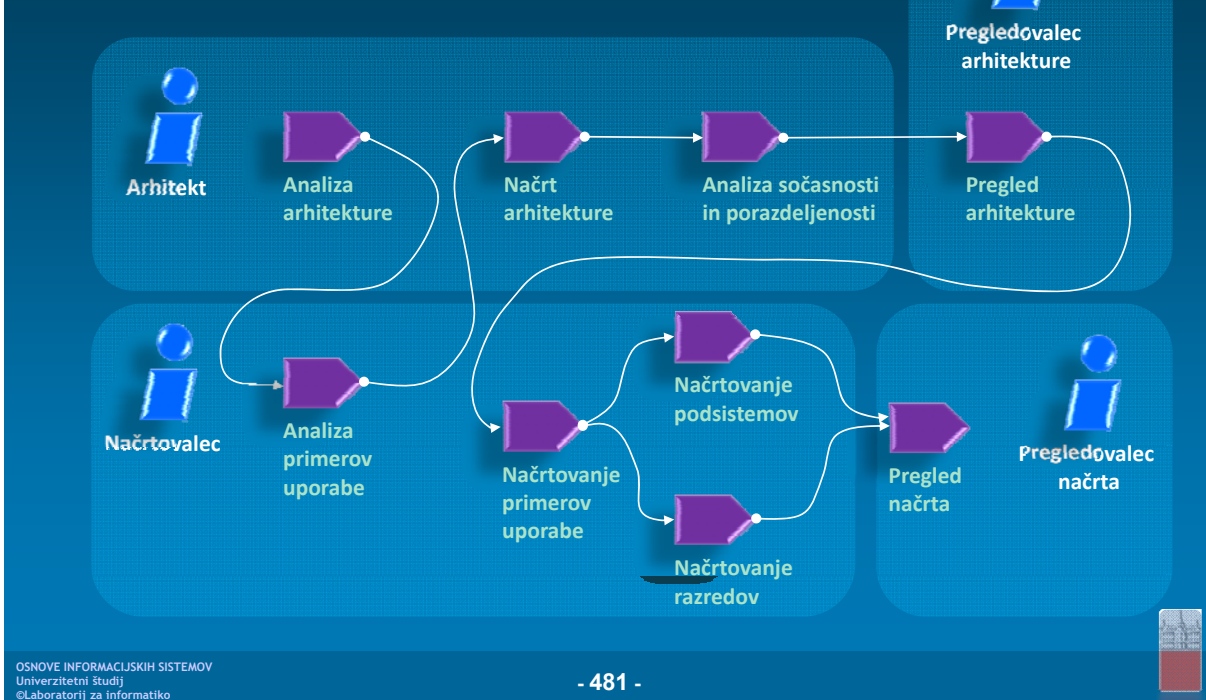 Pregledovalec
arhitekture
Arhitekt
Analiza
arhitekture
Načrt
arhitekture
Analiza sočasnosti
in porazdeljenosti
Pregled
arhitekture
Načrtovalec
Analiza
primerov
uporabe
Načrtovanje
primerov
uporabe
Načrtovanje
podsistemov
Načrtovanje
razredov
Pregled
načrta
Pregledovalec
načrta
OSNOVE INFORMACIJSKIH SISTEMOV
Univerzitetni študij
©Laboratorij za informatiko
- 481 -